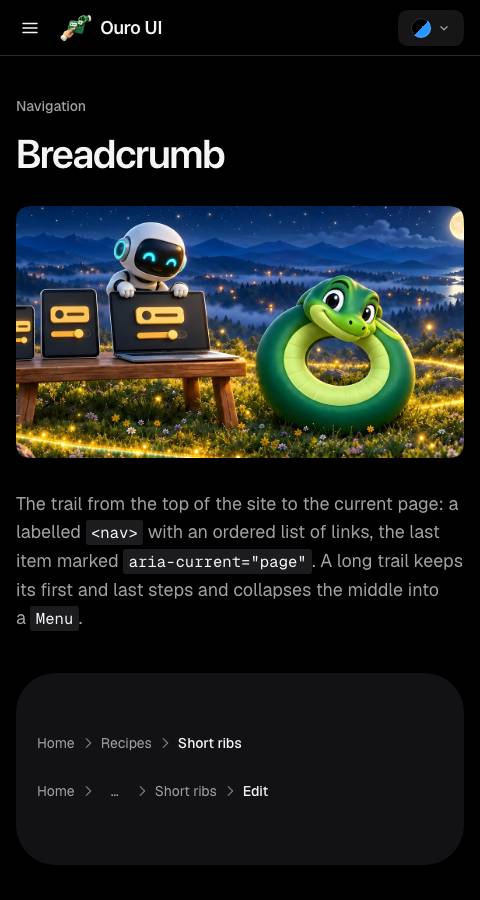 Ouro UI
Navigation
Breadcrumb
The trail from the top of the site to the current page: a
labelled <nav> with an ordered list of links, the last
item marked aria-current="page". A long trail keeps
its first and last steps and collapses the middle into
a Menu.
Home > Recipes > Short ribs
Home > … > Short ribs > Edit